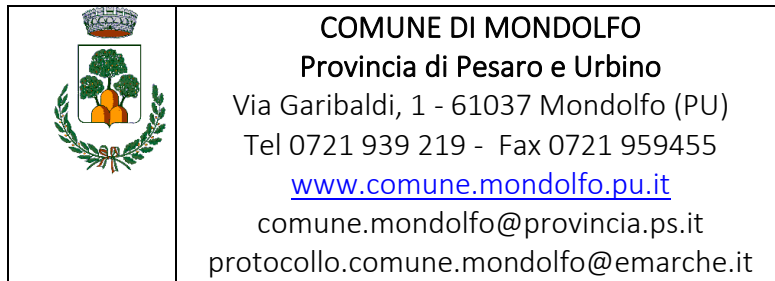 COMUNE DI MONDOLFO
Provincia di Pesaro e Urbino
Via Garibaldi, 1 - 61037 Mondolfo (PU)
Tel 0721 939 219 - Fax 0721 959455
www.comune.mondolfo.pu.it
comune.mondolfo@provincia.ps.it
protocollo.comune.mondolfo@emarche.it